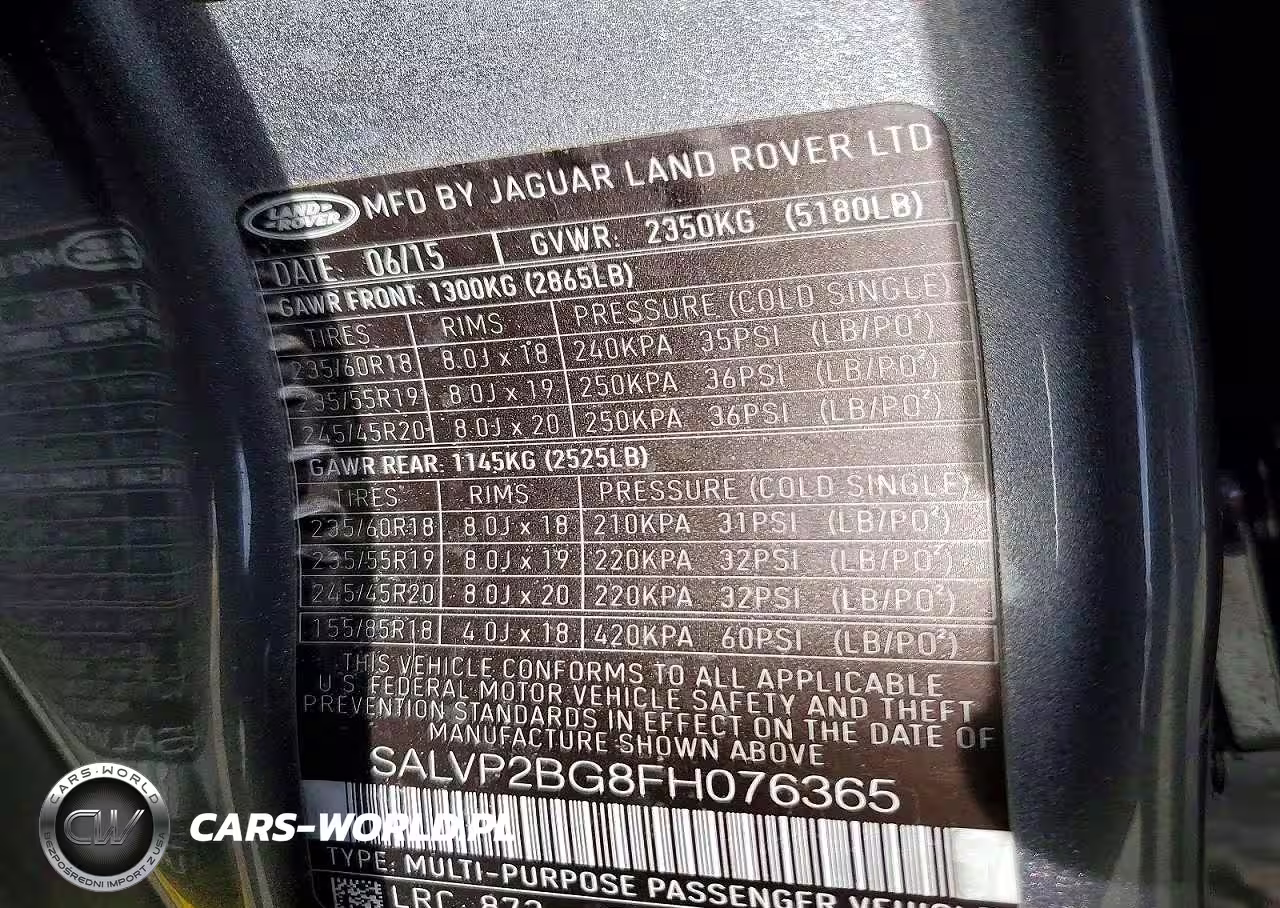 LAND ROVER
MFD BY JAGUAR LAND ROVER LTD
DATE: 06/15 GVWR: 2350KG (5180LB)
GAWR FRONT: 1300KG (2865LB)
TIRES RIMS PRESSURE (COLD SINGLE)
235/60R18 8.0J x 18 240KPA 35PSI (LB/PO²)
235/55R19 8.0J x 19 250KPA 36PSI (LB/PO²)
245/45R20 8.0J x 20 250KPA 36PSI (LB/PO²)
GAWR REAR: 1145KG (2525LB)
TIRES RIMS PRESSURE (COLD SINGLE)
235/60R18 8.0J x 18 210KPA 31PSI (LB/PO²)
235/55R19 8.0J x 19 220KPA 32PSI (LB/PO²)
245/45R20 8.0J x 20 220KPA 32PSI (LB/PO²)
155/85R18 4.0J x 18 420KPA 60PSI (LB/PO²)
THIS VEHICLE CONFORMS TO ALL APPLICABLE
U.S. FEDERAL MOTOR VEHICLE SAFETY AND THEFT
PREVENTION STANDARDS IN EFFECT ON THE DATE OF
MANUFACTURE SHOWN ABOVE
SALVP2BG8FH076365
TYPE: MULTI-PURPOSE PASSENGER VEHICLE
LRC 873
CARS-WORLD
CW
BEZPOŚREDNI IMPORT Z USA
CARS-WORLD.PL